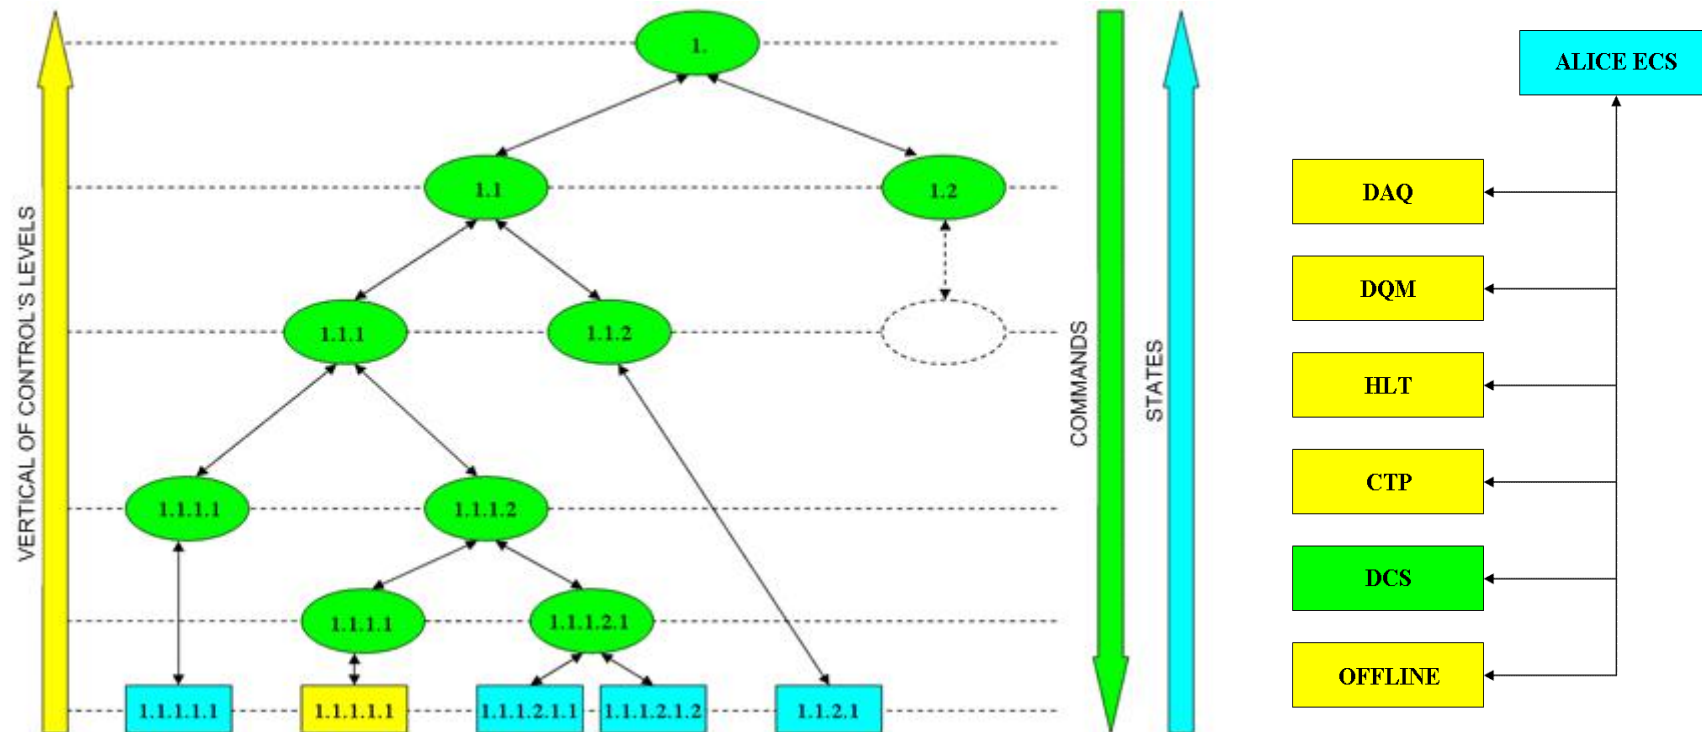 1.
ALICE ECS
1.1
1.2
DAQ
DQM
1.1.1
1.1.2
HLT
VERTICAL OF CONTROL'S LEVELS
COMMANDS
STATES
CTP
1.1.1.1
1.1.1.2
DCS
1.1.1.1
1.1.1.2.1
OFFLINE
1.1.1.1.1
1.1.1.1.1
1.1.1.2.1.1
1.1.1.2.1.2
1.1.2.1